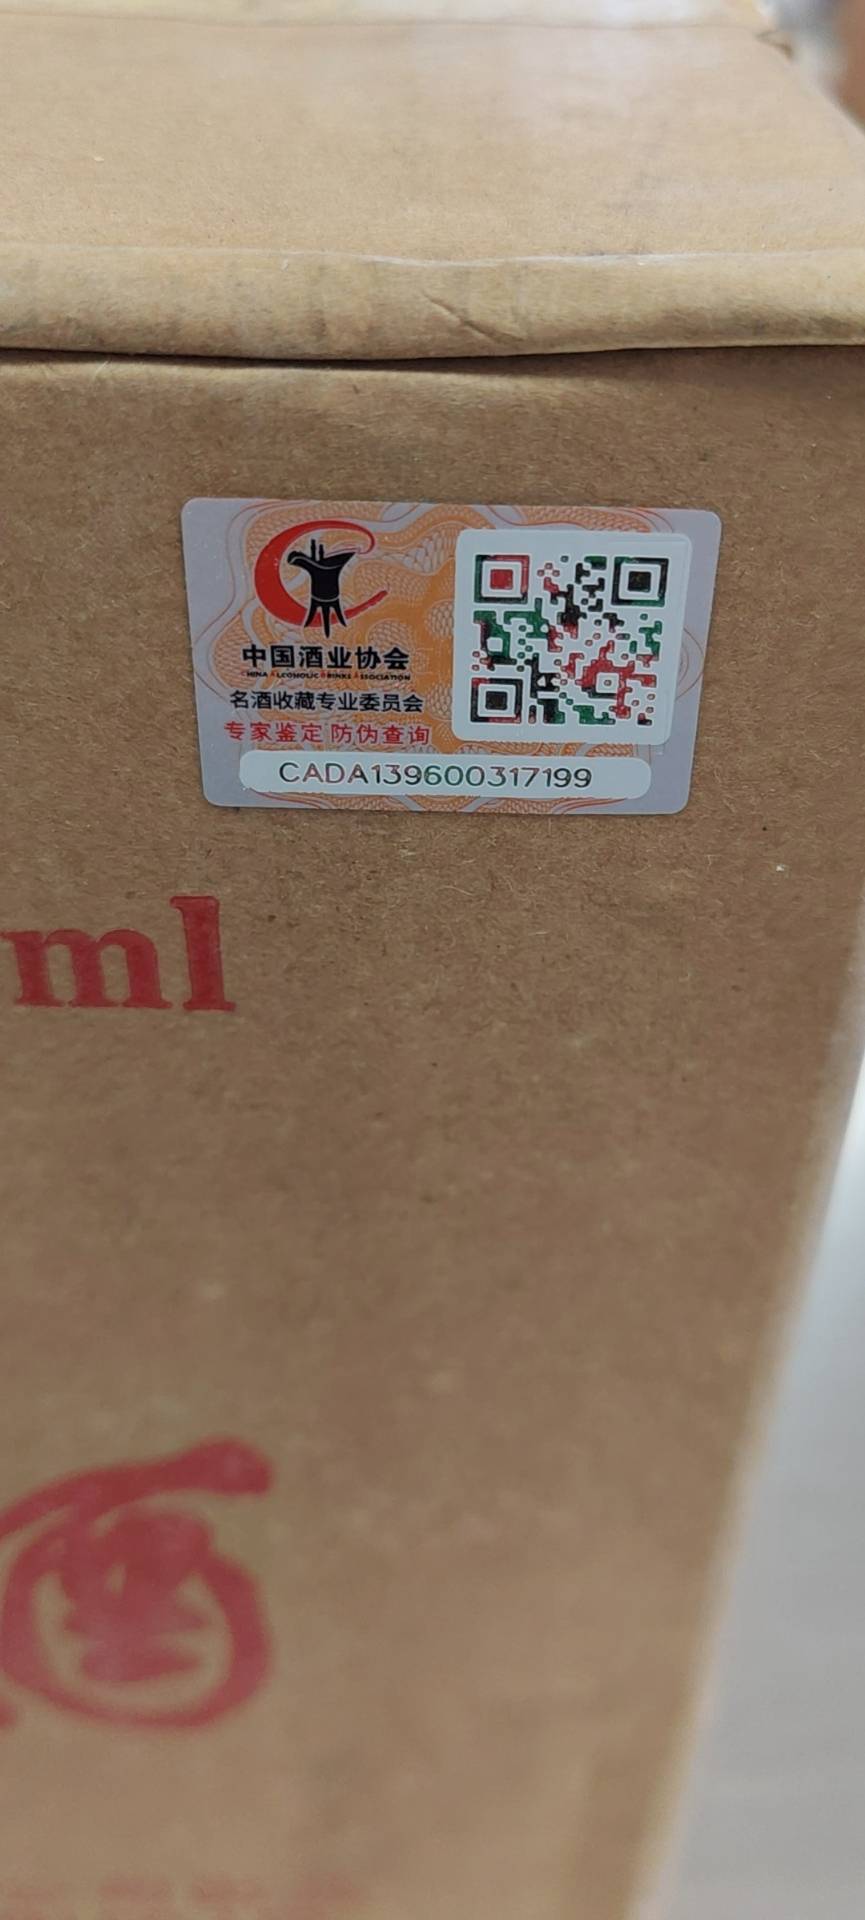 中国酒业协会
CHINA ALCOHOLIC DRINKS ASSOCIATION
名酒收藏专业委员会
专家鉴定 防伪查询
CADA139600317199
ml
酒